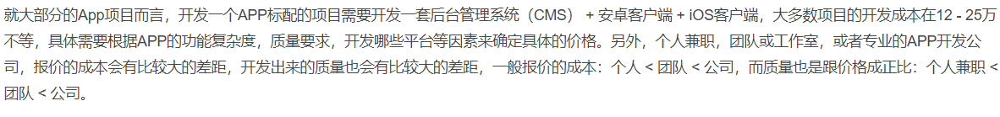 就大部分的App项目而言，开发一个APP标配的项目需要开发一套后台管理系统（CMS） + 安卓客户端 + iOS客户端，大多数项目的开发成本在12 - 25万
不等，具体需要根据APP的功能复杂度，质量要求，开发哪些平台等因素来确定具体的价格。另外，个人兼职，团队或工作室，或者专业的APP开发公
司，报价的成本会有比较大的差距，开发出来的质量也会有比较大的差距，一般报价的成本：个人 < 团队 < 公司，而质量也是跟价格成正比：个人兼职 <
团队 < 公司。